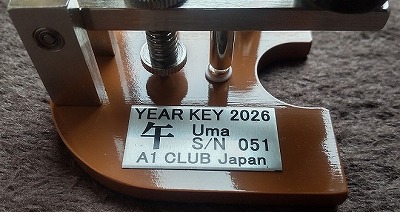 YEAR KEY 2026
午 Uma
S/N 051
A1 CLUB Japan